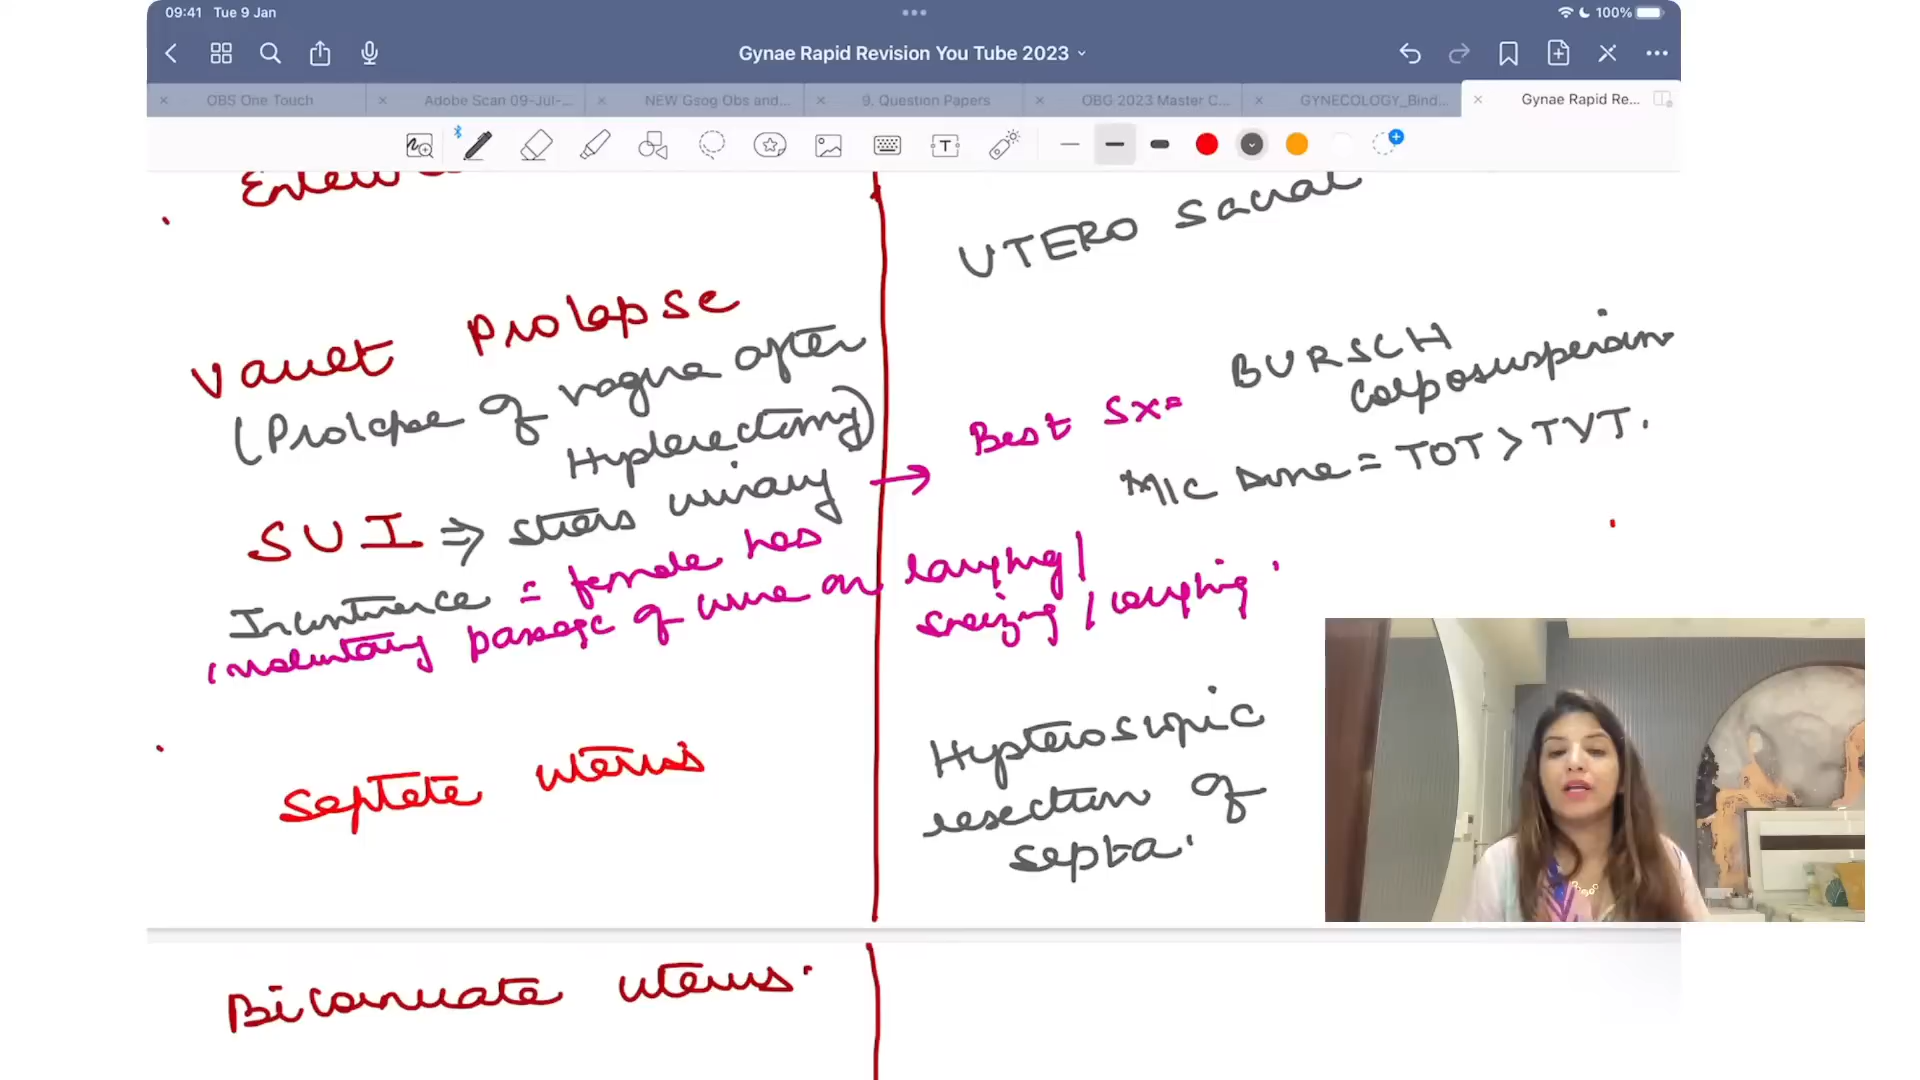 09:41 Tue 9 Jan
100%
Gynae Rapid Revision You Tube 2023
OBS One Touch
Adobe Scan 09-Jul-...
NEW Gsog Obs and...
9. Question Papers
OBG 2023 Master C...
GYNECOLOGY_Bind...
Gynae Rapid Re...
UTERO Sacral
Vault Prolapse
(Prolapse of vagina after
Hysterectomy)
SUI ⇒ stress urinary
Incontinence = female has
involuntary passage of urine on laughing/
sneizing/coughing.
→ Best Sx= BURSCH
Colposuspension
M/C done = TOT > TVT.
Septete uterus
Hysteroscopic
resection of
septa.
Bicornuate uterus.